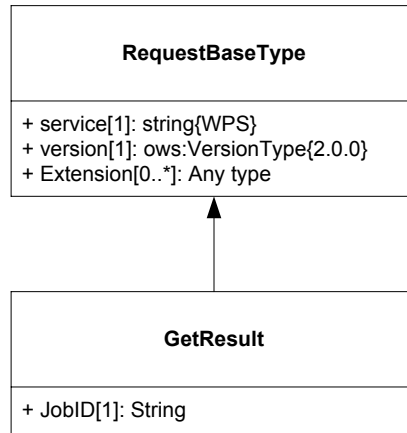 RequestBaseType
+ service[1]: string{WPS}
+ version[1]: ows:VersionType{2.0.0}
+ Extension[0..*]: Any type
GetResult
+ JobID[1]: String